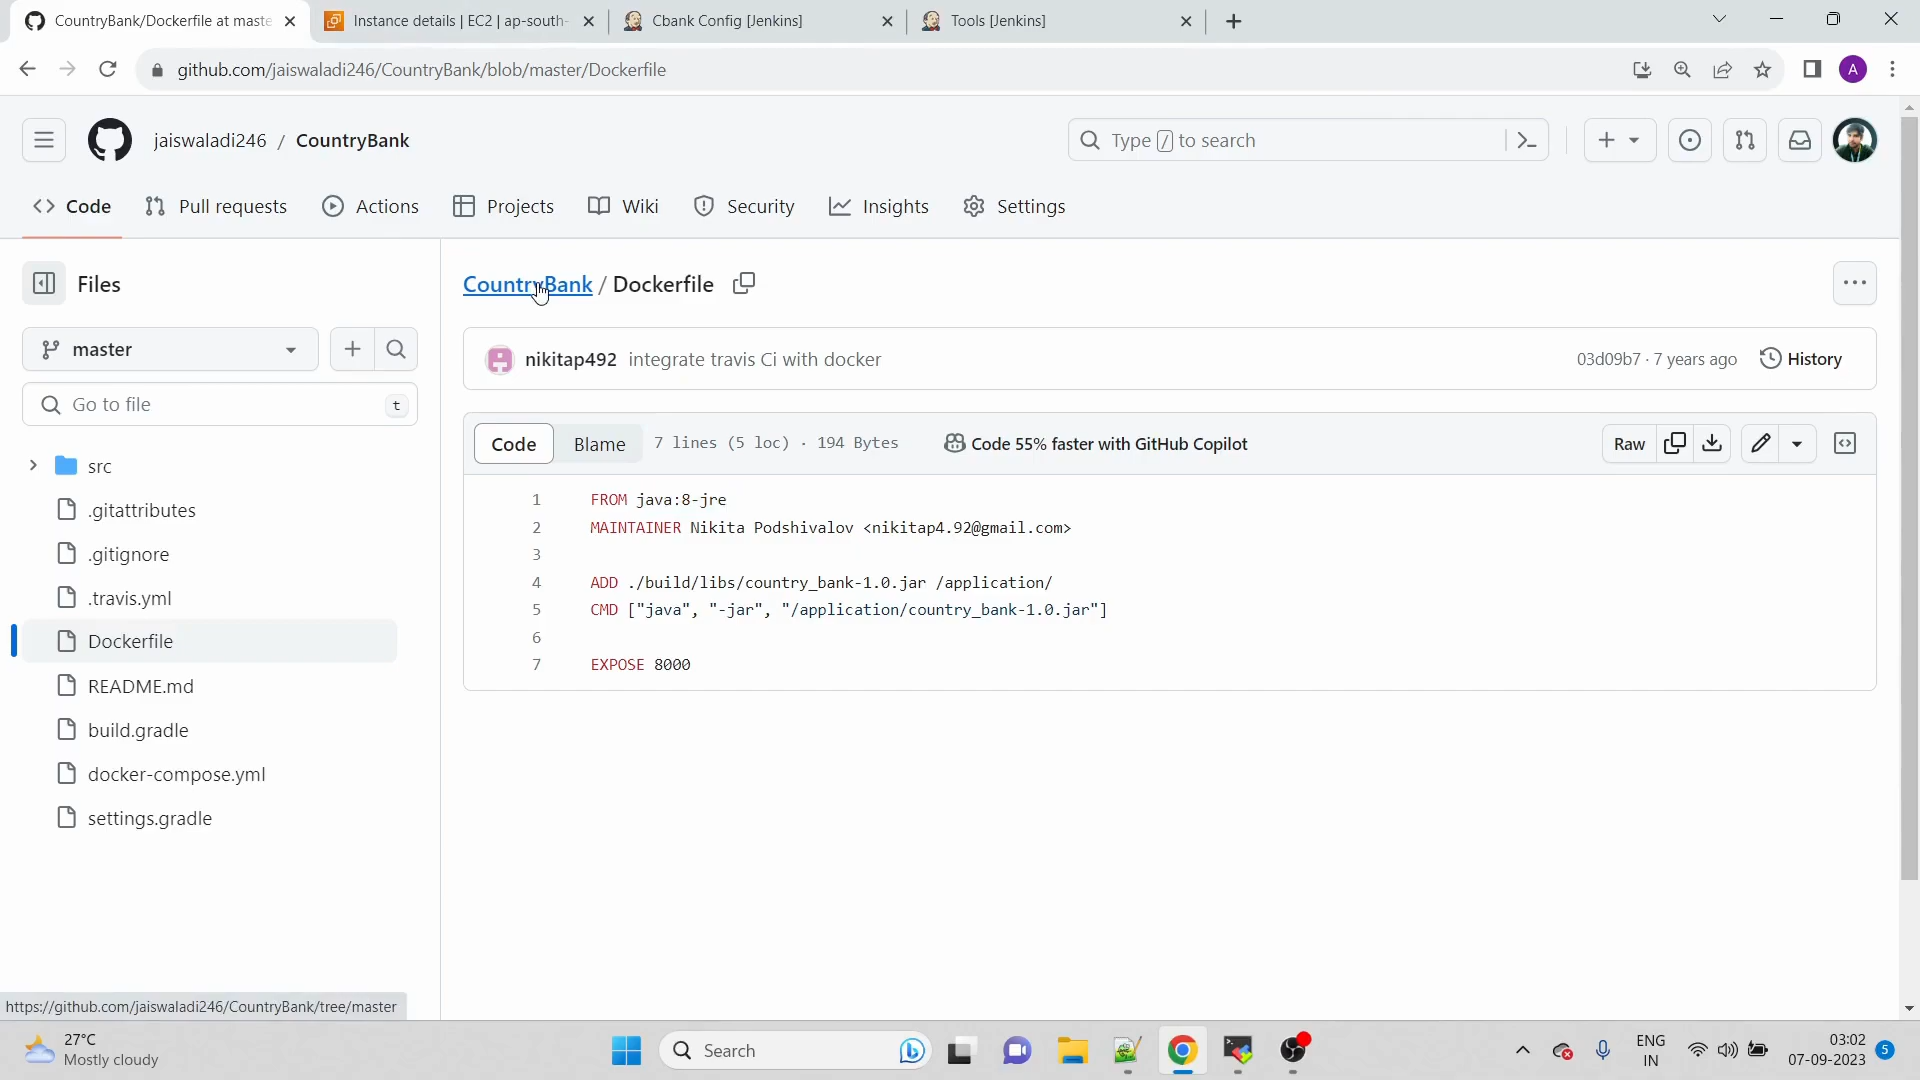 CountryBank/Dockerfile at maste
Instance details | EC2 | ap-south-
Cbank Config [Jenkins]
Tools [Jenkins]
github.com/jaiswaladi246/CountryBank/blob/master/Dockerfile
A
jaiswaladi246 / CountryBank
Type / to search
Code
Pull requests
Actions
Projects
Wiki
Security
Insights
Settings
Files
CountryBank / Dockerfile
master
nikitap492 integrate travis Ci with docker
03d09b7 · 7 years ago
History
Go to file
t
Code
Blame
7 lines (5 loc) · 194 Bytes
Code 55% faster with GitHub Copilot
Raw
src
.gitattributes
.gitignore
.travis.yml
Dockerfile
README.md
build.gradle
docker-compose.yml
settings.gradle
1 FROM java:8-jre
2 MAINTAINER Nikita Podshivalov <nikitap4.92@gmail.com>
3
4 ADD ./build/libs/country_bank-1.0.jar /application/
5 CMD ["java", "-jar", "/application/country_bank-1.0.jar"]
6
7 EXPOSE 8000
https://github.com/jaiswaladi246/CountryBank/tree/master
27°C
Mostly cloudy
Search
ENG
IN
03:02
07-09-2023
5